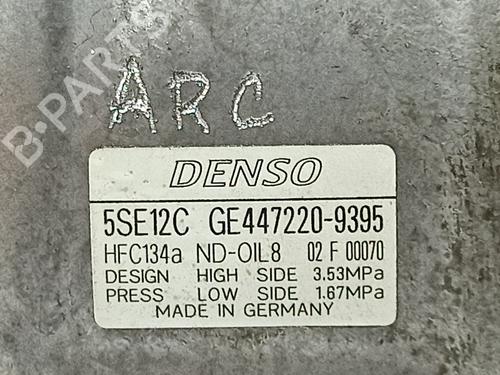 B-PARTS
ARC
DENSO
5SE12C GE447220-9395
HFC134a ND-OIL8 02 F 00070
DESIGN HIGH SIDE 3.53MPa
PRESS LOW SIDE 1.67MPa
MADE IN GERMANY